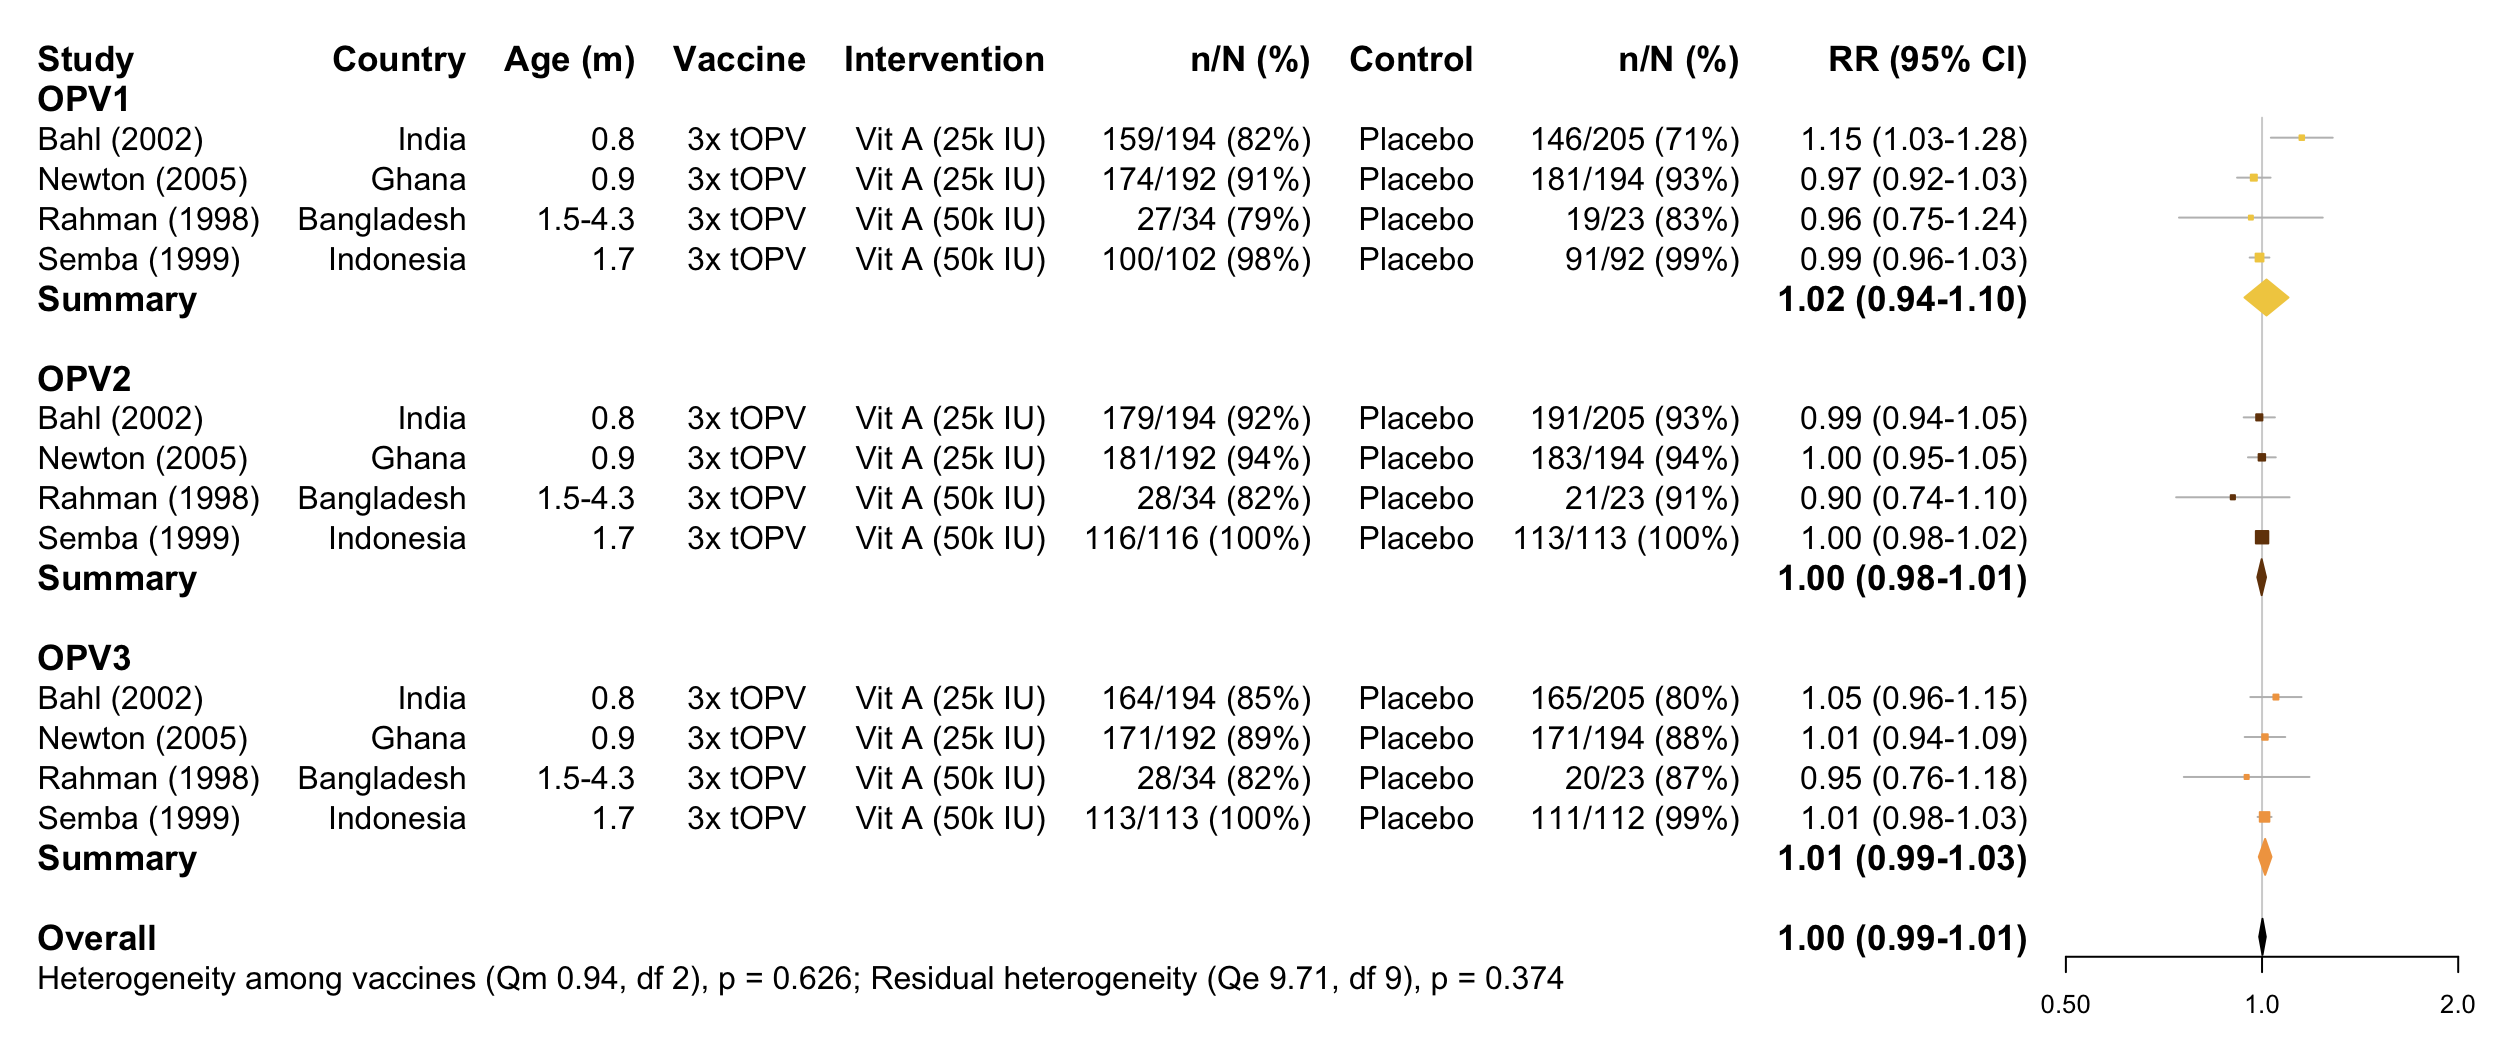 Study Country Age (m) Vaccine Intervention n/N (%) Control n/N (%) RR (95% CI)
OPV1
Bahl (2002) India 0.8 3x tOPV Vit A (25k IU) 159/194 (82%) Placebo 146/205 (71%) 1.15 (1.03-1.28)
Newton (2005) Ghana 0.9 3x tOPV Vit A (25k IU) 174/192 (91%) Placebo 181/194 (93%) 0.97 (0.92-1.03)
Rahman (1998) Bangladesh 1.5-4.3 3x tOPV Vit A (50k IU) 27/34 (79%) Placebo 19/23 (83%) 0.96 (0.75-1.24)
Semba (1999) Indonesia 1.7 3x tOPV Vit A (50k IU) 100/102 (98%) Placebo 91/92 (99%) 0.99 (0.96-1.03)
Summary 1.02 (0.94-1.10)
OPV2
Bahl (2002) India 0.8 3x tOPV Vit A (25k IU) 179/194 (92%) Placebo 191/205 (93%) 0.99 (0.94-1.05)
Newton (2005) Ghana 0.9 3x tOPV Vit A (25k IU) 181/192 (94%) Placebo 183/194 (94%) 1.00 (0.95-1.05)
Rahman (1998) Bangladesh 1.5-4.3 3x tOPV Vit A (50k IU) 28/34 (82%) Placebo 21/23 (91%) 0.90 (0.74-1.10)
Semba (1999) Indonesia 1.7 3x tOPV Vit A (50k IU) 116/116 (100%) Placebo 113/113 (100%) 1.00 (0.98-1.02)
Summary 1.00 (0.98-1.01)
OPV3
Bahl (2002) India 0.8 3x tOPV Vit A (25k IU) 164/194 (85%) Placebo 165/205 (80%) 1.05 (0.96-1.15)
Newton (2005) Ghana 0.9 3x tOPV Vit A (25k IU) 171/192 (89%) Placebo 171/194 (88%) 1.01 (0.94-1.09)
Rahman (1998) Bangladesh 1.5-4.3 3x tOPV Vit A (50k IU) 28/34 (82%) Placebo 20/23 (87%) 0.95 (0.76-1.18)
Semba (1999) Indonesia 1.7 3x tOPV Vit A (50k IU) 113/113 (100%) Placebo 111/112 (99%) 1.01 (0.98-1.03)
Summary 1.01 (0.99-1.03)
Overall 1.00 (0.99-1.01)
Heterogeneity among vaccines (Qm 0.94, df 2), p = 0.626; Residual heterogeneity (Qe 9.71, df 9), p = 0.374
0.50 1.0 2.0